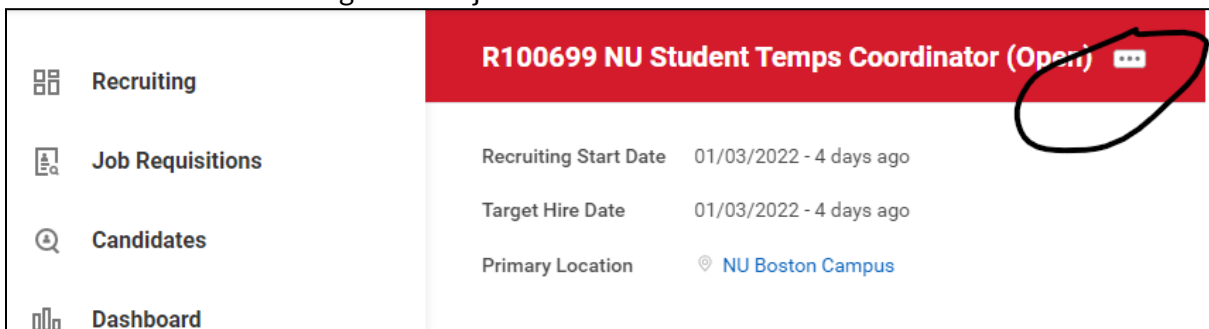 Recruiting
Job Requisitions
Candidates
Dashboard
R100699 NU Student Temps Coordinator (Open)
Recruiting Start Date 01/03/2022 - 4 days ago
Target Hire Date 01/03/2022 - 4 days ago
Primary Location NU Boston Campus